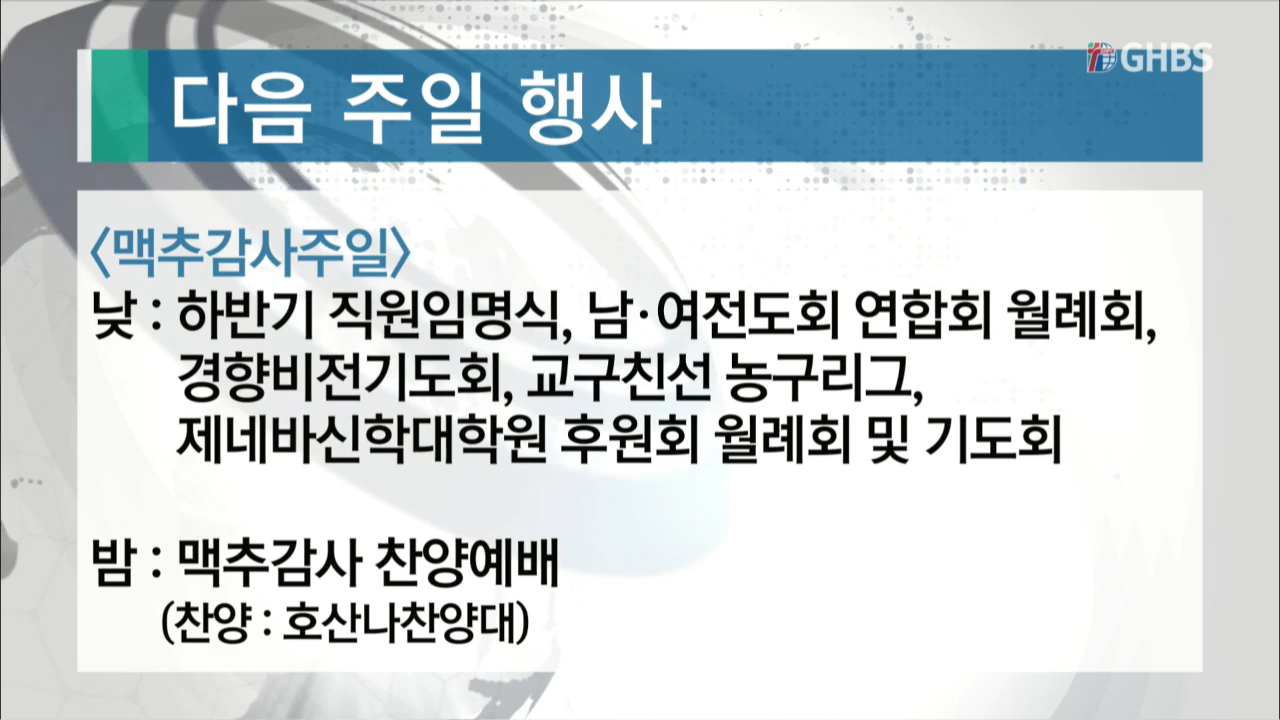 다음 주일 행사
GHBS
〈맥추감사주일〉
낮 : 하반기 직원임명식, 남·여전도회 연합회 월례회,
경향비전기도회, 교구친선 농구리그,
제네바신학대학원 후원회 월례회 및 기도회
밤 : 맥추감사 찬양예배
(찬양 : 호산나찬양대)